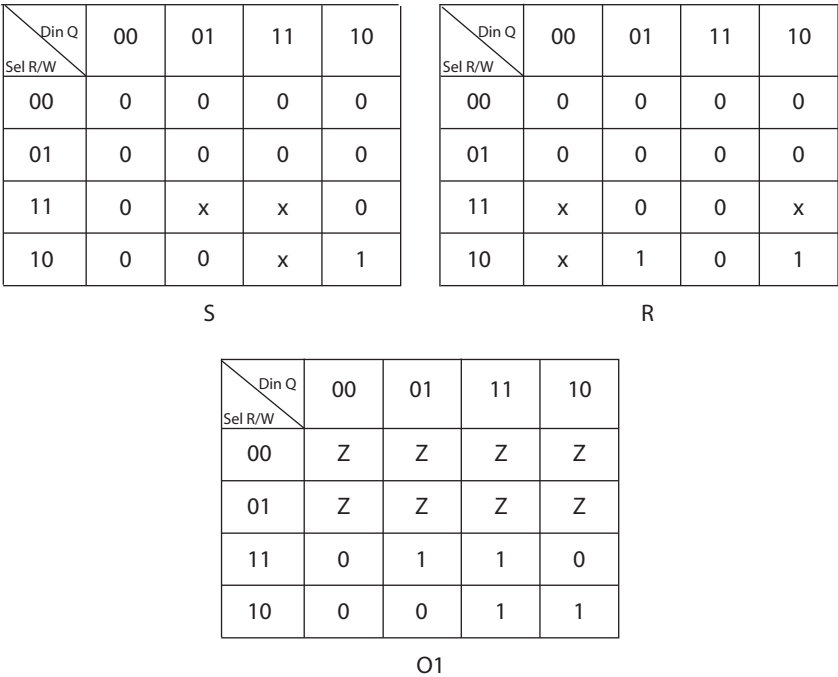 Din Q 00 01 11 10
Sel R/W
00 0 0 0 0
01 0 0 0 0
11 0 x x 0
10 0 0 x 1
S
Din Q 00 01 11 10
Sel R/W
00 0 0 0 0
01 0 0 0 0
11 x 0 0 x
10 x 1 0 1
R
Din Q 00 01 11 10
Sel R/W
00 Z Z Z Z
01 Z Z Z Z
11 0 1 1 0
10 0 0 1 1
O1